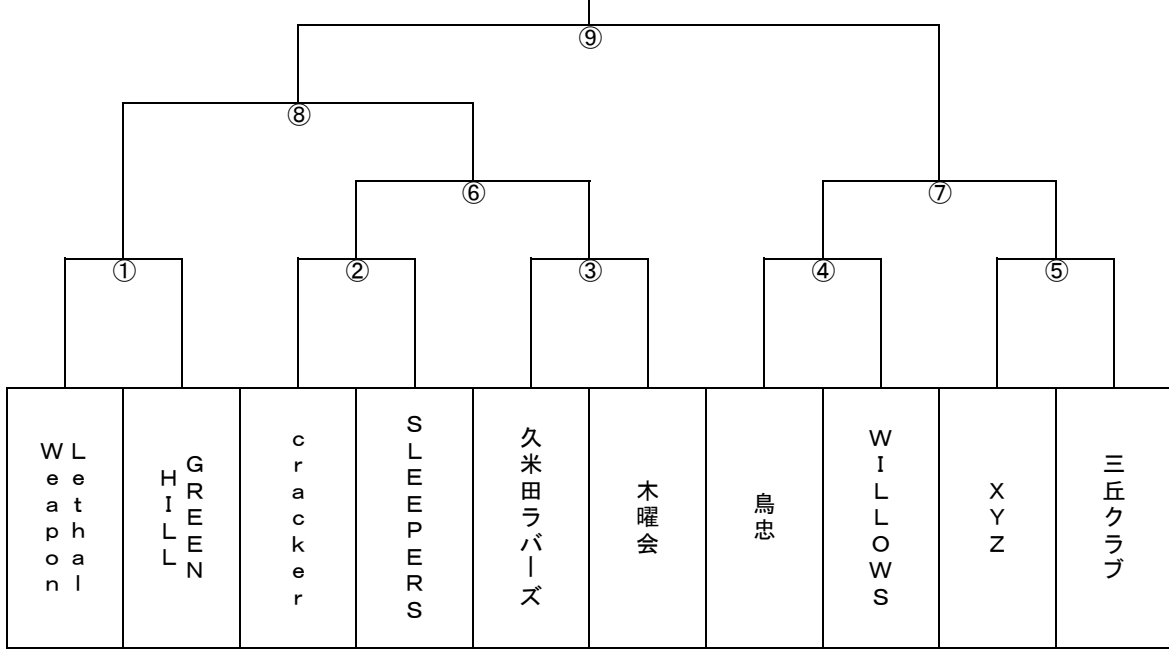 ⑨
⑧
⑥
⑦
①
②
③
④
⑤
Lethal
Weapon
GREEN
HILL
cracker
SLEEPERS
久米田ラバーズ
木曜会
鳥忠
WILLOWS
XYZ
三丘クラブ